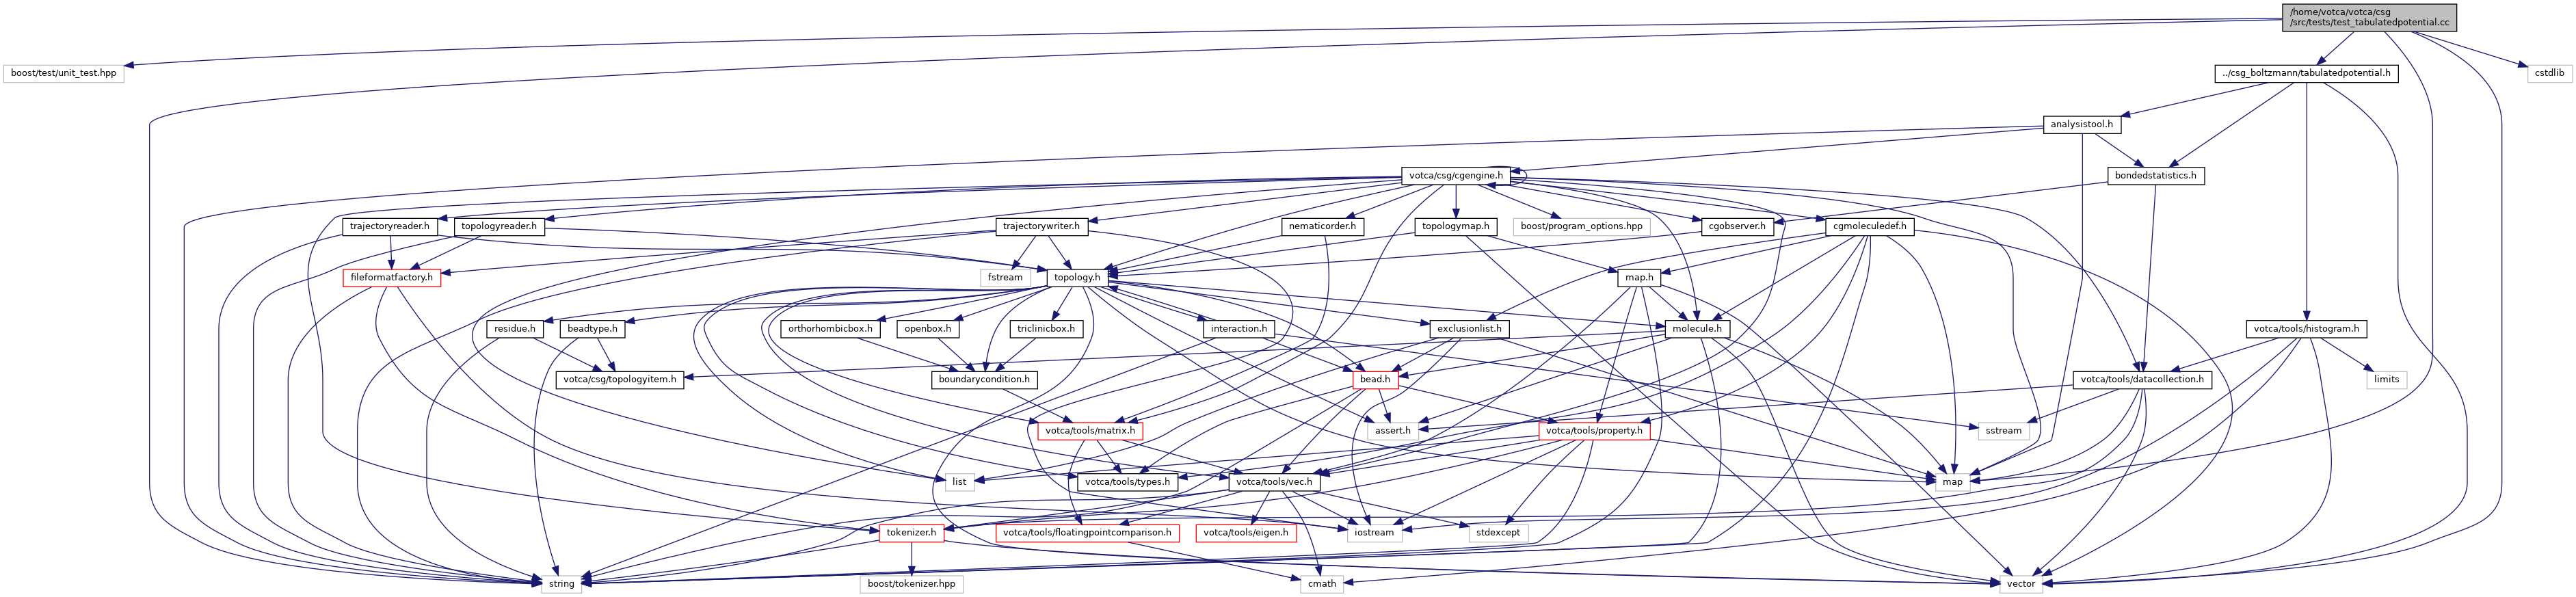 /home/votca/votca/csg
/src/tests/test_tabulatedpotential.cc
boost/test/unit_test.hpp
../csg_boltzmann/tabulatedpotential.h
cstdlib
analysistool.h
votca/csg/cgengine.h
bondedstatistics.h
trajectoryreader.h
topologyreader.h
trajectorywriter.h
nematicorder.h
topologymap.h
boost/program_options.hpp
cgobserver.h
cgmoleculedef.h
fileformatfactory.h
fstream
topology.h
map.h
residue.h
beadtype.h
orthorhombicbox.h
openbox.h
triclinicbox.h
interaction.h
exclusionlist.h
molecule.h
votca/tools/histogram.h
votca/csg/topologyitem.h
boundarycondition.h
bead.h
votca/tools/datacollection.h
limits
votca/tools/matrix.h
assert.h
votca/tools/property.h
sstream
list
votca/tools/types.h
votca/tools/vec.h
map
tokenizer.h
votca/tools/floatingpointcomparison.h
votca/tools/eigen.h
iostream
stdexcept
string
boost/tokenizer.hpp
cmath
vector